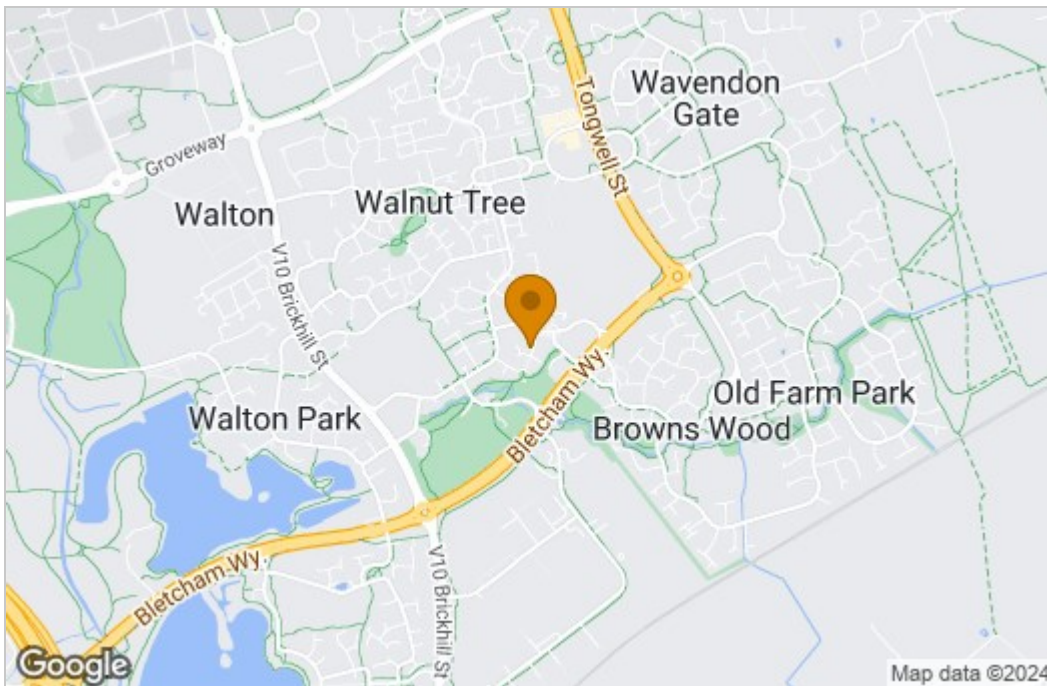 Wavendon
Gate
Tongwell St
Groveway
Walton
Walnut Tree
V10 Brickhill St
Walton Park
Old Farm Park
Browns Wood
Bletcham Wy.
Bletcham Wy.
V10 Brickhill St
Google
Map data ©2024